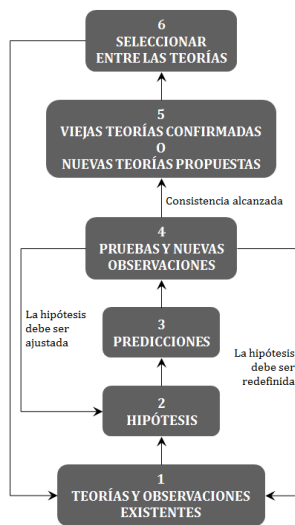 6
SELECCIONAR
ENTRE LAS TEORÍAS
5
VIEJAS TEORÍAS CONFIRMADAS
O
NUEVAS TEORÍAS PROPUESTAS
Consistencia alcanzada
4
PRUEBAS Y NUEVAS
OBSERVACIONES
La hipótesis
debe ser
ajustada
3
PREDICCIONES
La hipótesis
debe ser
redefinida
2
HIPÓTESIS
1
TEORÍAS Y OBSERVACIONES
EXISTENTES